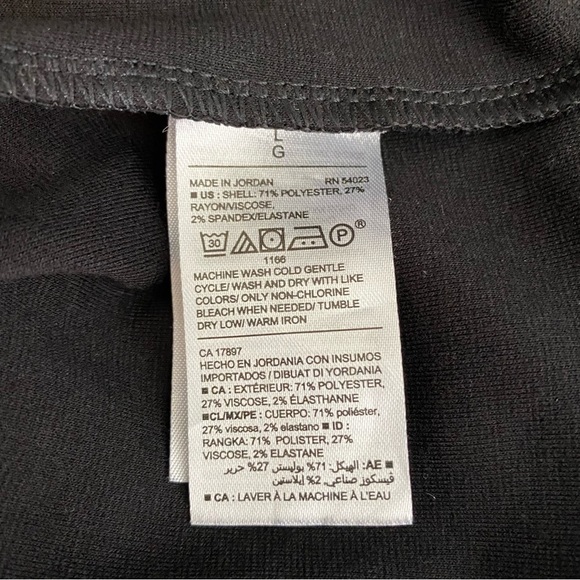 L
G
MADE IN JORDAN RN 54023
■ US : SHELL: 71% POLYESTER, 27%
RAYON/VISCOSE,
2% SPANDEX/ELASTANE
30 P ®
1166
MACHINE WASH COLD GENTLE
CYCLE/ WASH AND DRY WITH LIKE
COLORS/ ONLY NON-CHLORINE
BLEACH WHEN NEEDED/ TUMBLE
DRY LOW/ WARM IRON
CA 17897
HECHO EN JORDANIA CON INSUMOS
IMPORTADOS / DIBUAT DI YORDANIA
■ CA : EXTÉRIEUR: 71% POLYESTER,
27% VISCOSE, 2% ÉLASTHANNE
■CL/MX/PE : CUERPO: 71% poliéster,
27% viscosa, 2% elastano ■ ID :
RANGKA: 71% POLISTER, 27%
VISCOSE, 2% ELASTANE
■ AE: الهيكل: 71% بوليستر 27% حرير
فيسكوز صناعي, 2% إيلاستين
■ CA : LAVER À LA MACHINE À L'EAU